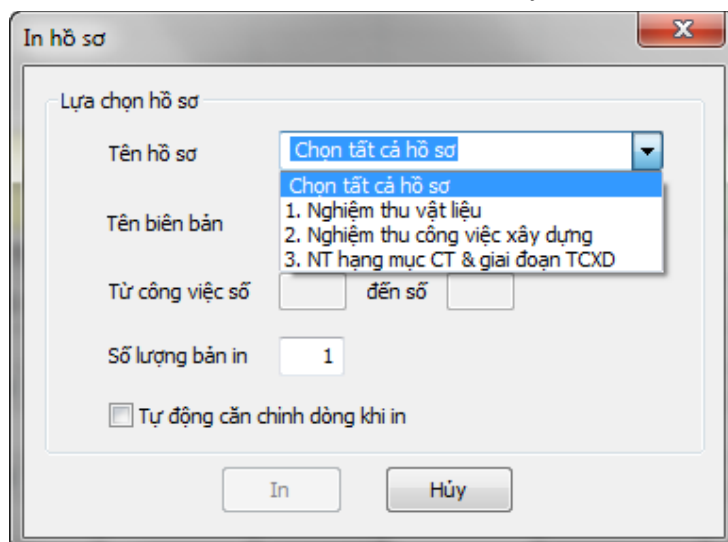 In hồ sơ
Lựa chọn hồ sơ
Tên hồ sơ Chọn tất cả hồ sơ
Chọn tất cả hồ sơ
1. Nghiệm thu vật liệu
Tên biên bản
2. Nghiệm thu công việc xây dựng
3. NT hạng mục CT & giai đoạn TCXD
Từ công việc số đến số
Số lượng bản in 1
Tự động căn chỉnh dòng khi in
In Hủy